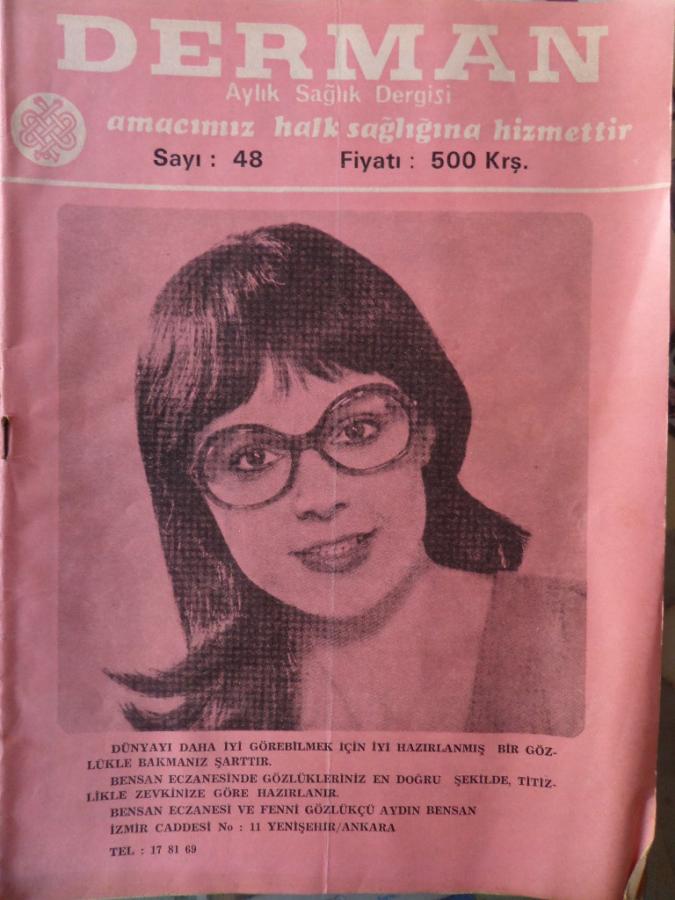 DERMAN
Aylık Sağlık Dergisi
amacımız halk sağlığına hizmettir
Sayı : 48 Fiyatı : 500 Krş.
DÜNYAYI DAHA İYİ GÖREBİLMEK İÇİN İYİ HAZIRLANMIŞ BİR GÖZ-
LÜKLE BAKMANIZ ŞARTTIR.
BENSAN ECZANESİNDE GÖZLÜKLERİNİZ EN DOĞRU ŞEKİLDE, TİTİZ-
LİKLE ZEVKİNİZE GÖRE HAZIRLANIR.
BENSAN ECZANESİ VE FENNİ GÖZLÜKÇÜ AYDIN BENSAN
İZMİR CADDESİ No : 11 YENİŞEHİR/ANKARA
TEL : 17 81 69